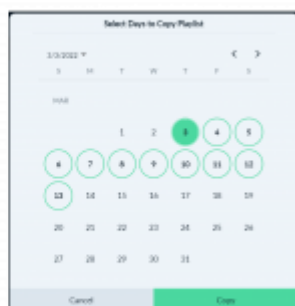 Select Days to Copy Playlist
3/3/2022
S M T W T F S
MAR
1 2 3 4 5
6 7 8 9 10 11 12
13 14 15 16 17 18 19
20 21 22 23 24 25 26
27 28 29 30 31
Cancel Copy